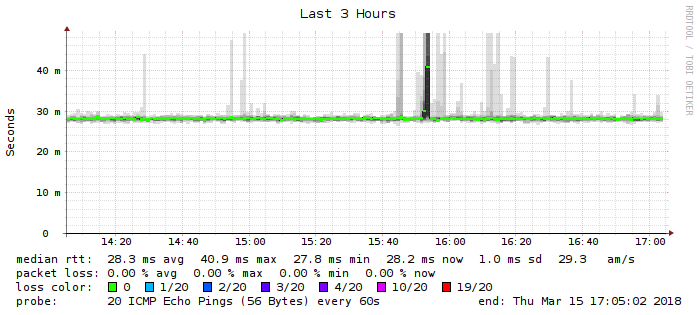 Last 3 Hours
RRDTOOL / TOBI OETIKER
Seconds
40 m
30 m
20 m
10 m
0
14:20 14:40 15:00 15:20 15:40 16:00 16:20 16:40 17:00
median rtt: 28.3 ms avg 40.9 ms max 27.8 ms min 28.2 ms now 1.0 ms sd 29.3 am/s
packet loss: 0.00 % avg 0.00 % max 0.00 % min 0.00 % now
loss color: 0 1/20 2/20 3/20 4/20 10/20 19/20
probe: 20 ICMP Echo Pings (56 Bytes) every 60s end: Thu Mar 15 17:05:02 2018